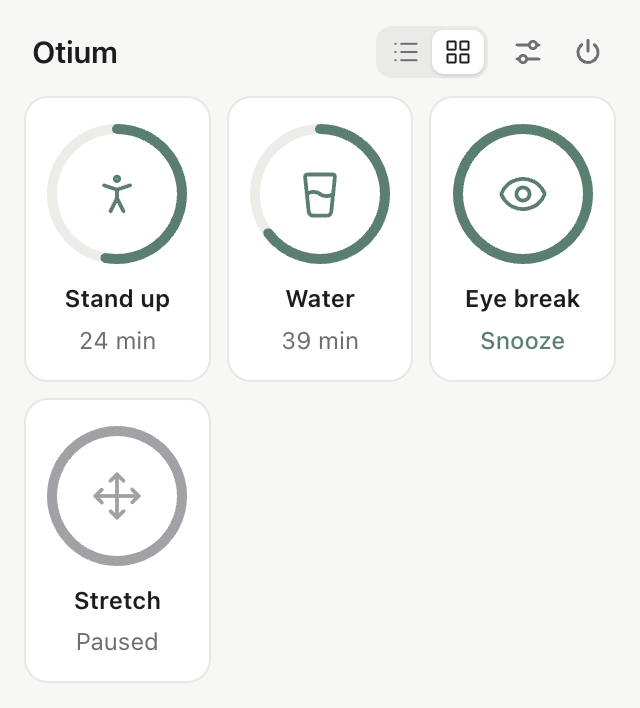 Otium
Stand up
24 min
Water
39 min
Eye break
Snooze
Stretch
Paused